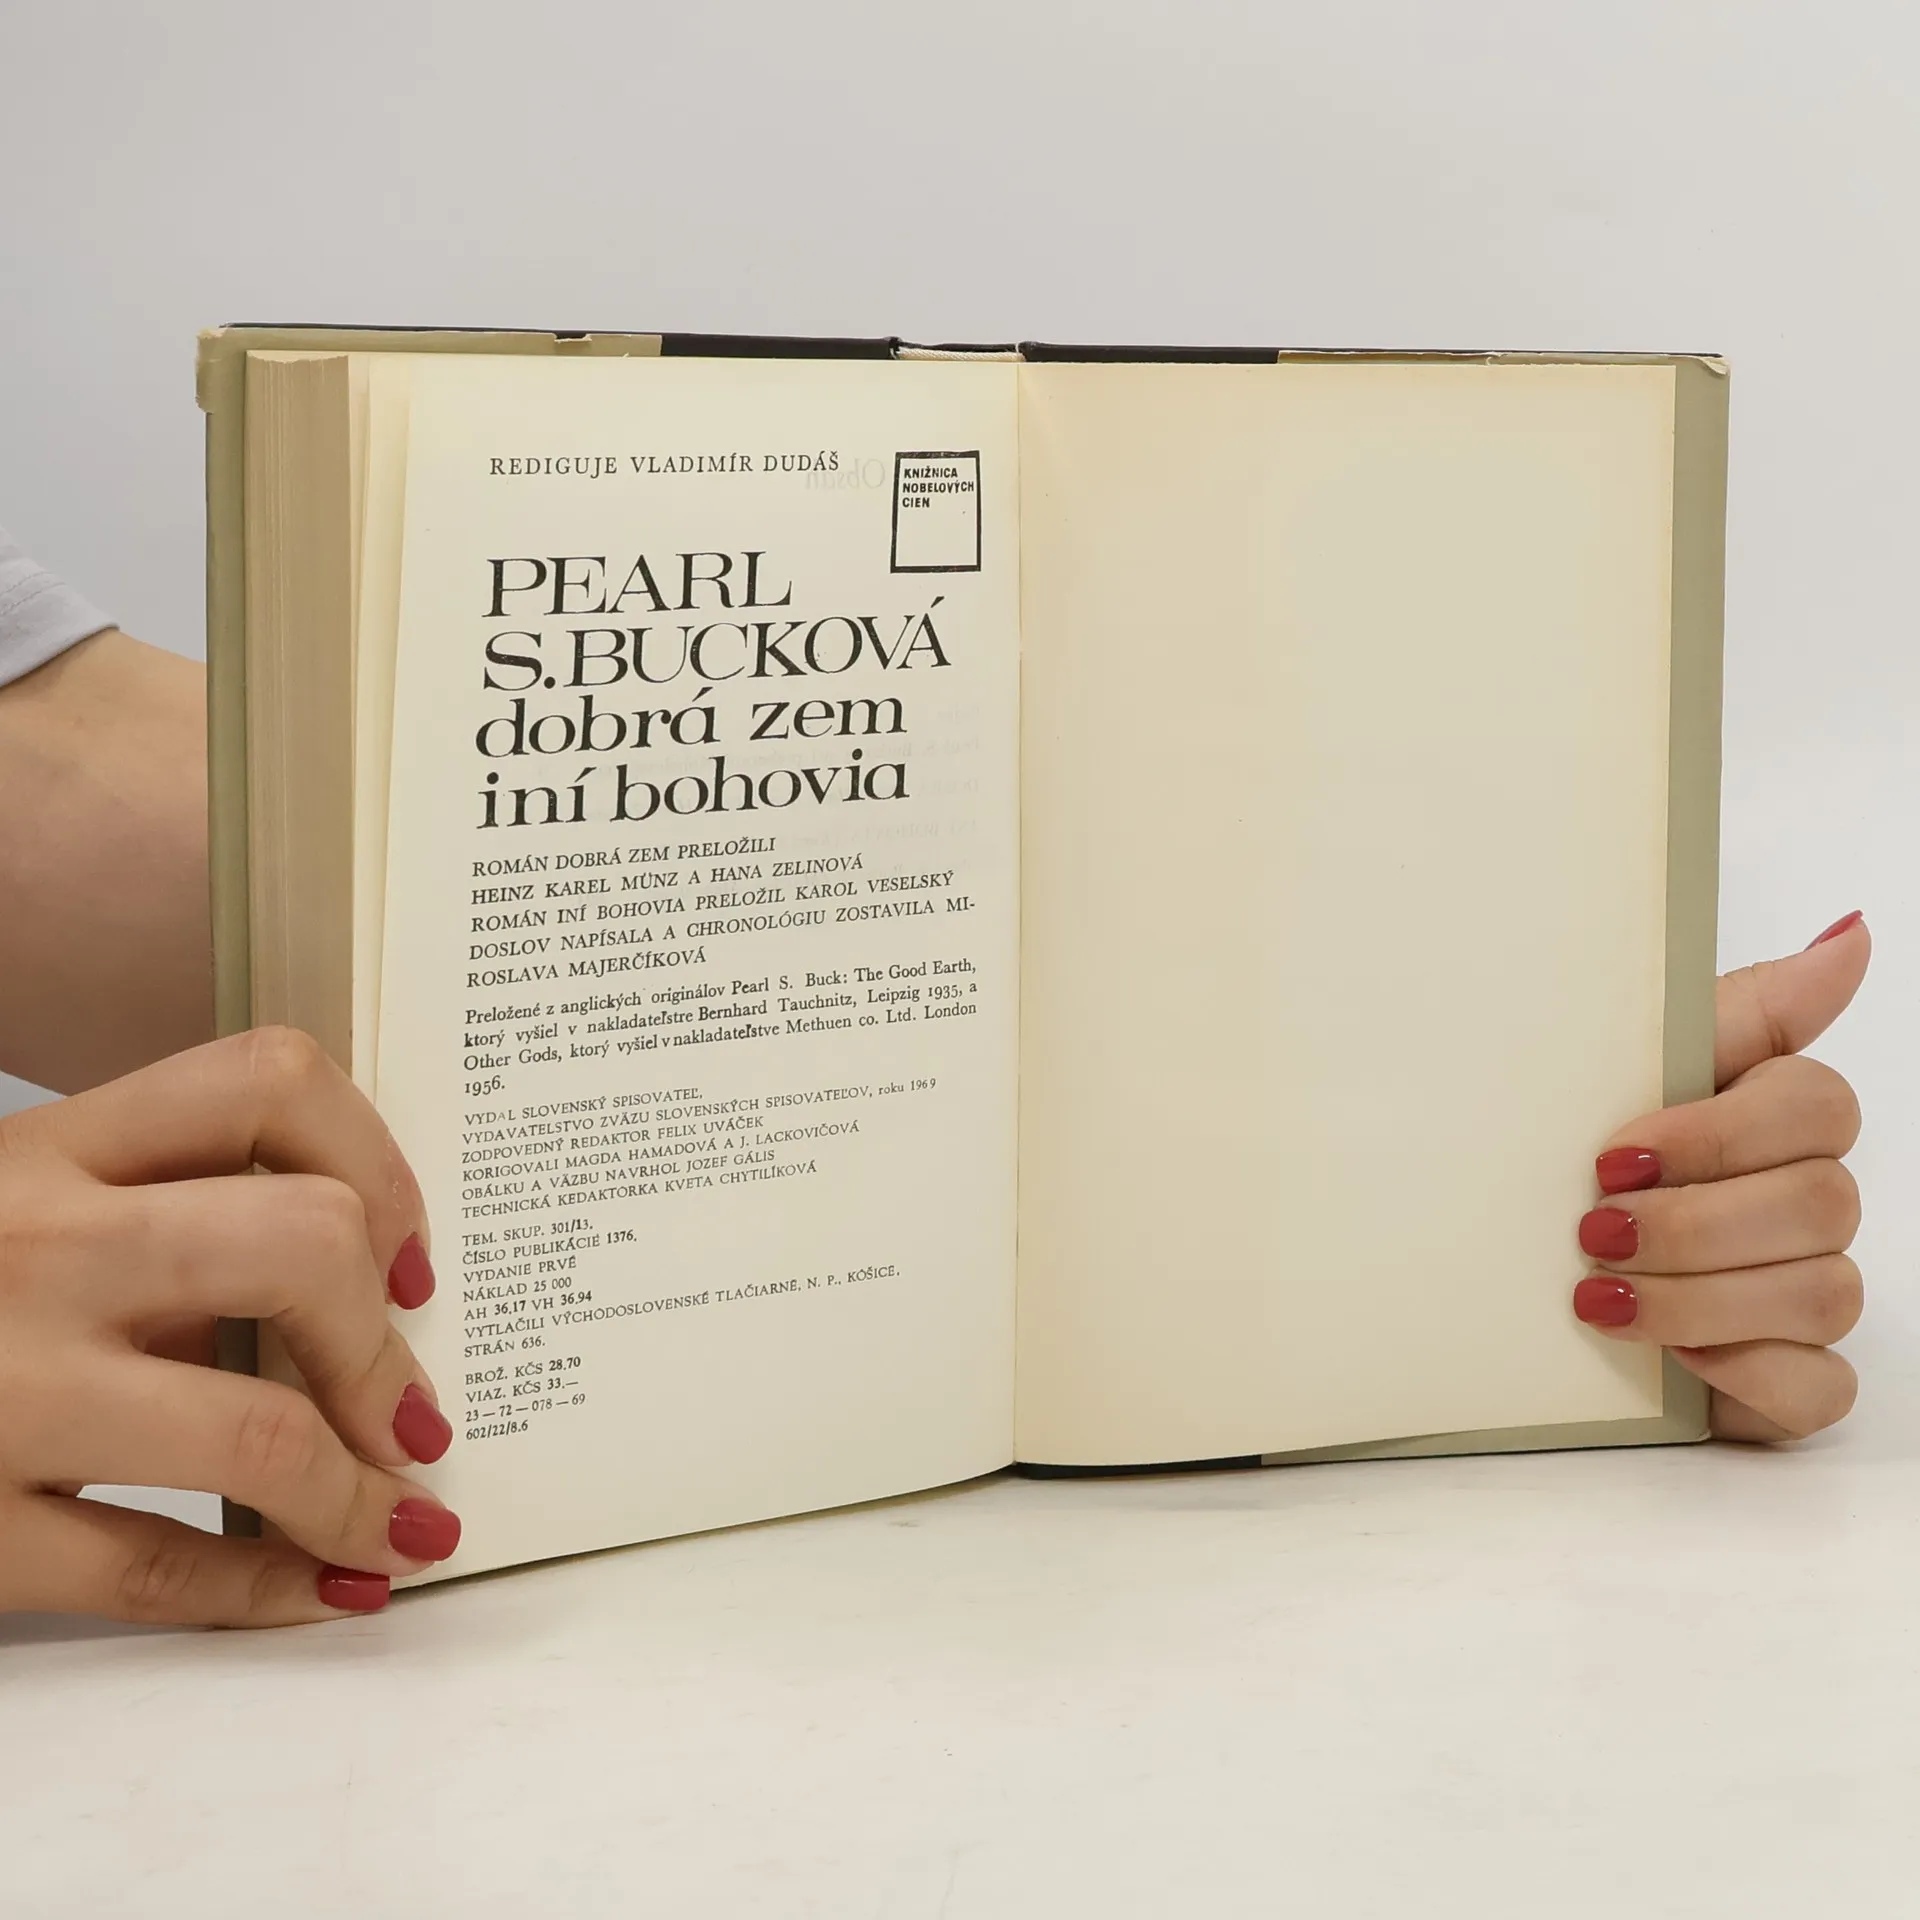 REDIGUJE VLADIMÍR DUDÁŠ
KNIŽNICA
NOBELOVÝCH
CIEN
PEARL
S.BUCKOVÁ
dobrá zem
iní bohovia
ROMÁN DOBRÁ ZEM PRELOŽILI
HEINZ KAREL MÜNZ A HANA ZELINOVÁ
ROMÁN INÍ BOHOVIA PRELOŽIL KAROL VESELSKÝ
DOSLOV NAPÍSALA A CHRONOLÓGIU ZOSTAVILA MI-
ROSLAVA MAJERČÍKOVÁ
Preložené z anglických originálov Pearl S. Buck: The Good Earth,
ktorý vyšiel v nakladateľstre Bernhard Tauchnitz, Leipzig 1935, a
Other Gods, ktorý vyšiel v nakladateľstve Methuen co. Ltd. London
1956.
VYDAL SLOVENSKÝ SPISOVATEĽ,
VYDAVATELSTVO ZVÄZU SLOVENSKÝCH SPISOVATEĽOV, roku 1969
ZODPOVEDNÝ REDAKTOR FELIX UVÁČEK
KORIGOVALI MAGDA HAMADOVÁ A J. LACKOVIČOVÁ
OBÁLKU A VÄZBU NAVRHOL JOZEF GÁLIS
TECHNICKÁ KEDAKTORKA KVETA CHYTILÍKOVÁ
TEM. SKUP. 301/13.
ČÍSLO PUBLIKÁCIE 1376.
VYDANIE PRVÉ
NÁKLAD 25 000
AH 36,17 VH 36,94
VYTLAČILI VÝCHODOSLOVENSKÉ TLAČIARNE, N. P., KOŠICE,
STRÁN 636.
BROŽ. KČS 28,70
VIAZ. KČS 33.—
23 — 72 — 078 — 69
602/22/8.6